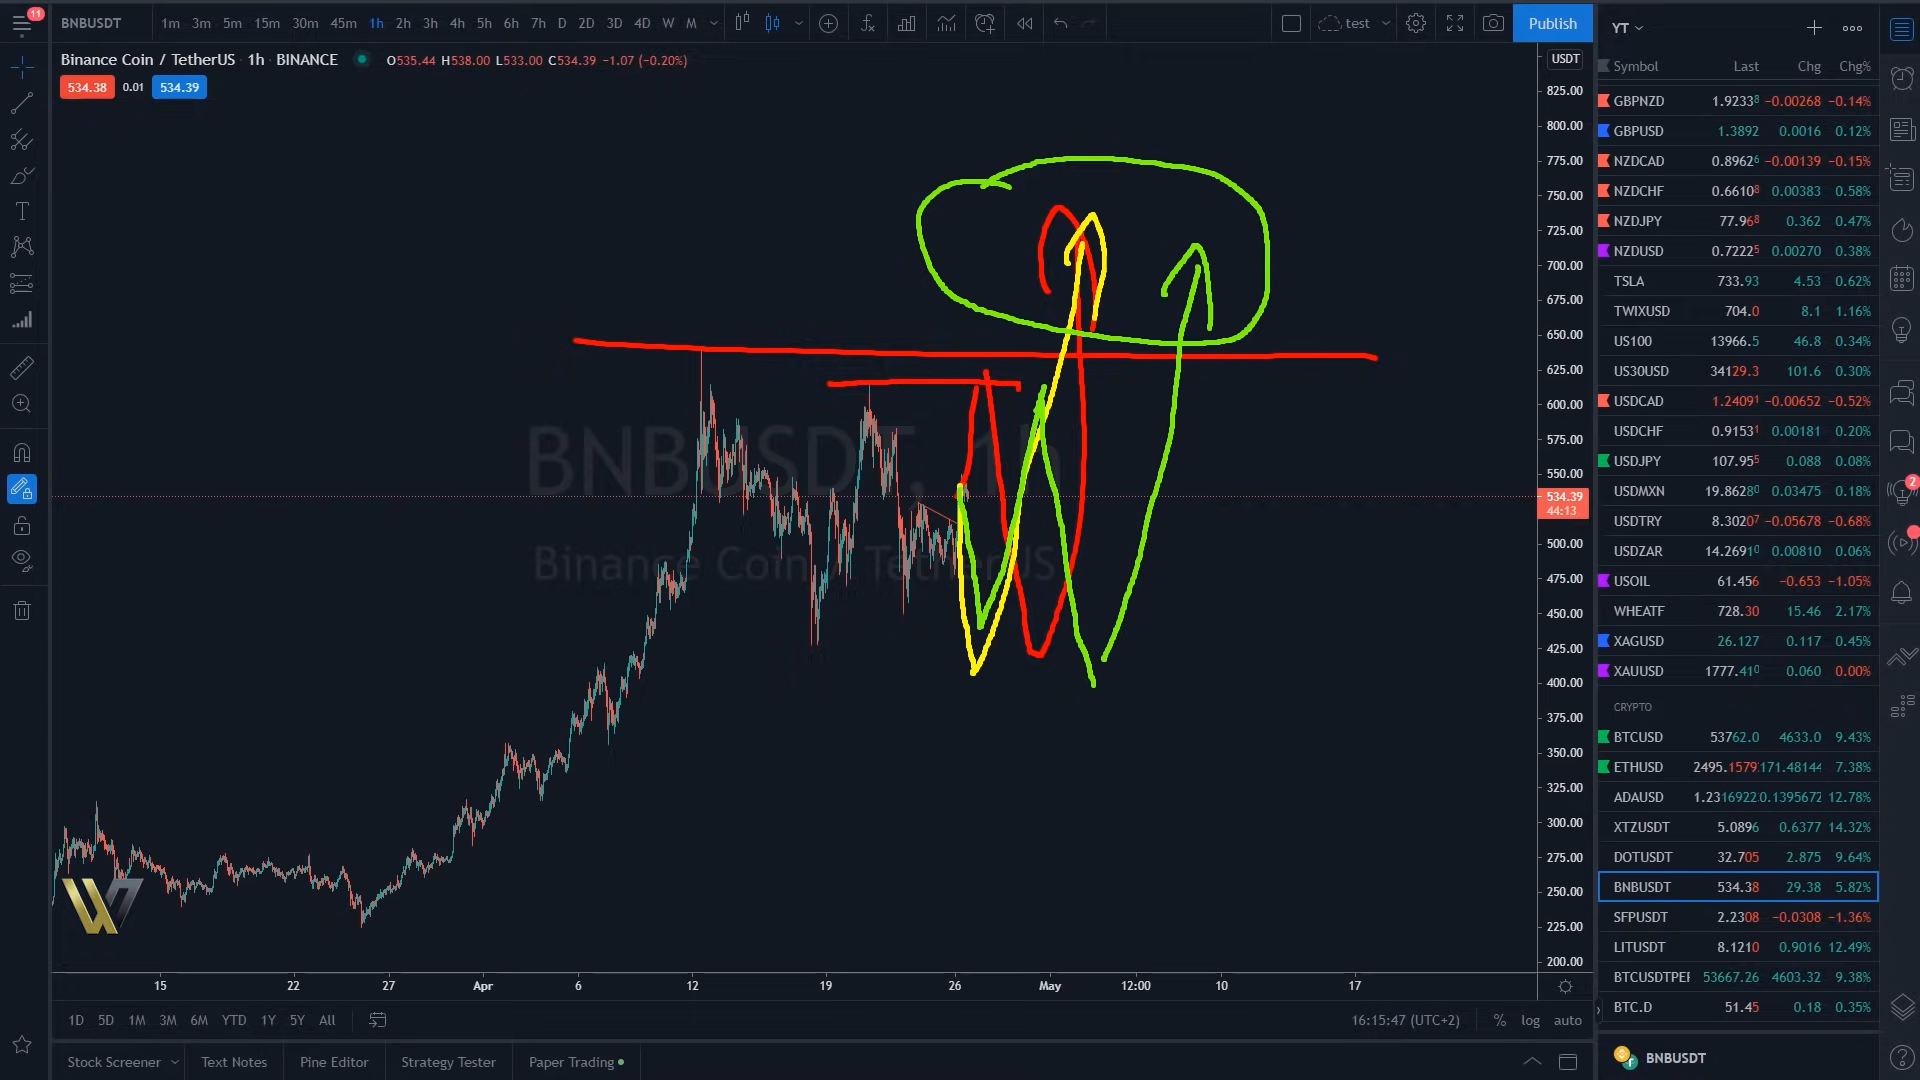 11
BNBUSDT 1m 3m 5m 15m 30m 45m 1h 2h 3h 4h 5h 6h 7h D 2D 3D 4D W M test Publish
Binance Coin / TetherUS · 1h · BINANCE O535.44 H538.00 L533.00 C534.39 −1.07 (−0.20%)
534.38 0.01 534.39
USDT
825.00
800.00
775.00
750.00
725.00
700.00
675.00
650.00
625.00
600.00
575.00
550.00
534.39
44:13
500.00
475.00
450.00
425.00
400.00
375.00
350.00
325.00
300.00
275.00
250.00
225.00
200.00
BNBUSDT, 1h
Binance Coin / TetherUS
15 22 27 Apr 6 12 19 26 May 12:00 10 17
1D 5D 1M 3M 6M YTD 1Y 5Y All 16:15:47 (UTC+2) % log auto
Stock Screener Text Notes Pine Editor Strategy Tester Paper Trading
YT
Symbol Last Chg Chg%
GBPNZD 1.92338 −0.00268 −0.14%
GBPUSD 1.3892 0.0016 0.12%
NZDCAD 0.89626 −0.00139 −0.15%
NZDCHF 0.66108 0.00383 0.58%
NZDJPY 77.968 0.362 0.47%
NZDUSD 0.72225 0.00270 0.38%
TSLA 733.93 4.53 0.62%
TWIXUSD 704.0 8.1 1.16%
US100 13966.5 46.8 0.34%
US30USD 34129.3 101.6 0.30%
USDCAD 1.24091 −0.00652 −0.52%
USDCHF 0.91531 0.00181 0.20%
USDJPY 107.955 0.088 0.08%
USDMXN 19.86280 0.03475 0.18%
USDTRY 8.30207 −0.05678 −0.68%
USDZAR 14.26910 0.00810 0.06%
USOIL 61.456 −0.653 −1.05%
WHEATF 728.30 15.46 2.17%
XAGUSD 26.127 0.117 0.45%
XAUUSD 1777.410 0.060 0.00%
CRYPTO
BTCUSD 53762.0 4633.0 9.43%
ETHUSD 2495.1579 171.48144 7.38%
ADAUSD 1.2316922 0.1395672 12.78%
XTZUSDT 5.0896 0.6377 14.32%
DOTUSDT 32.705 2.875 9.64%
BNBUSDT 534.38 29.38 5.82%
SFPUSDT 2.2308 −0.0308 −1.36%
LITUSDT 8.1210 0.9016 12.49%
BTCUSDTPE 53667.26 4603.32 9.38%
BTC.D 51.45 0.18 0.35%
BNBUSDT
2